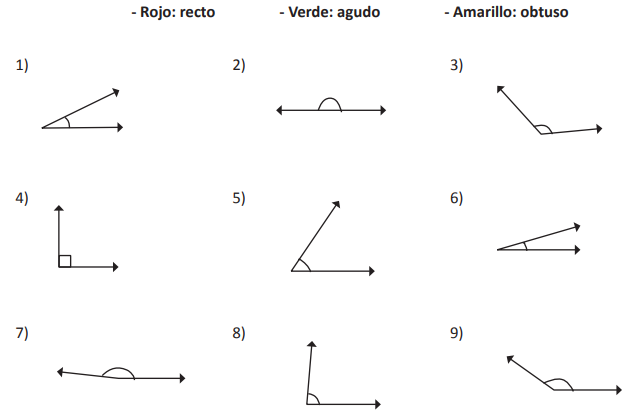 - Rojo: recto - Verde: agudo - Amarillo: obtuso
1) 2) 3)
4) 5) 6)
7) 8) 9)